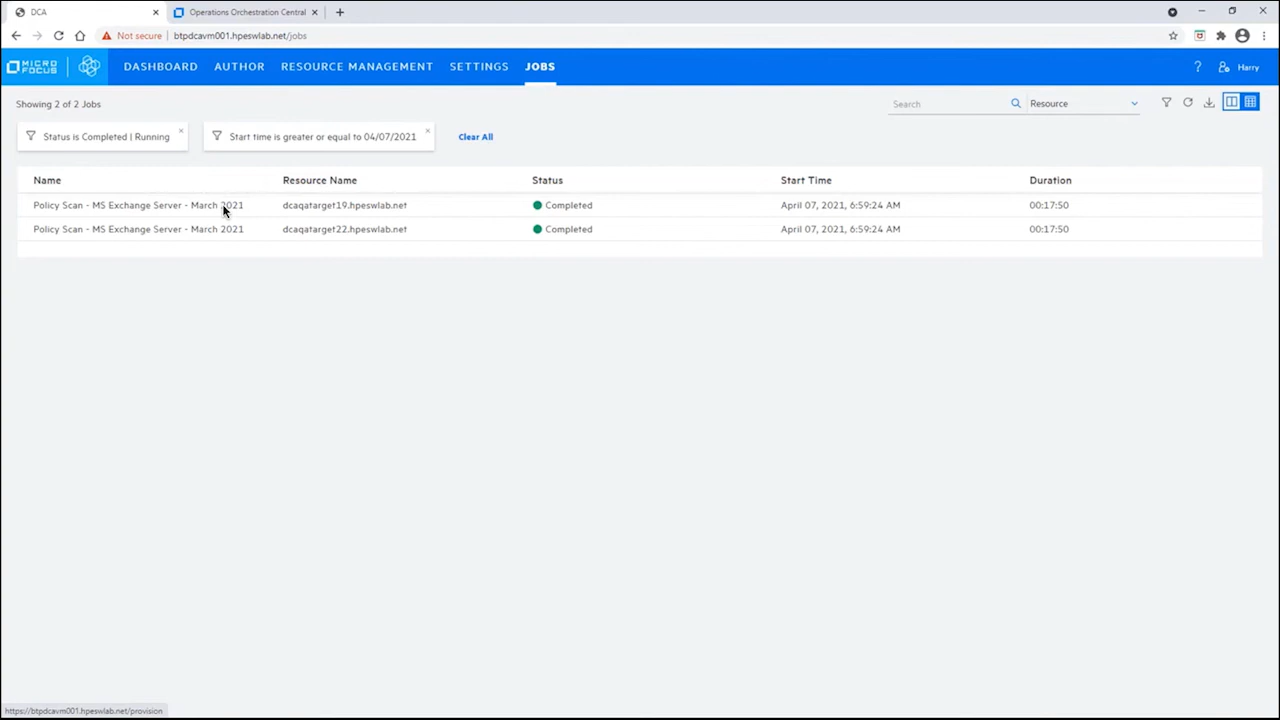 DCA
Operations Orchestration Central
Not secure | btpdcavm001.hpeswlab.net/jobs
MICRO FOCUS DASHBOARD AUTHOR RESOURCE MANAGEMENT SETTINGS JOBS ? Harry
Showing 2 of 2 Jobs Search Resource
Status is Completed | Running Start time is greater or equal to 04/07/2021 Clear All
Name Resource Name Status Start Time Duration
Policy Scan - MS Exchange Server - March 2021 dcaqatarget19.hpeswlab.net Completed April 07, 2021, 6:59:24 AM 00:17:50
Policy Scan - MS Exchange Server - March 2021 dcaqatarget22.hpeswlab.net Completed April 07, 2021, 6:59:24 AM 00:17:50
https://btpdcavm001.hpeswlab.net/provision